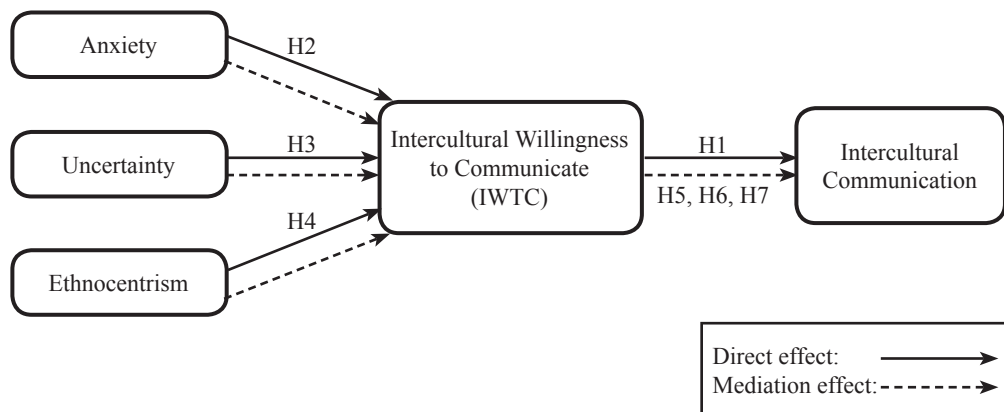 Anxiety
H2
Uncertainty
H3
Ethnocentrism
H4
Intercultural Willingness
to Communicate
(IWTC)
H1
H5, H6, H7
Intercultural
Communication
Direct effect:
Mediation effect: